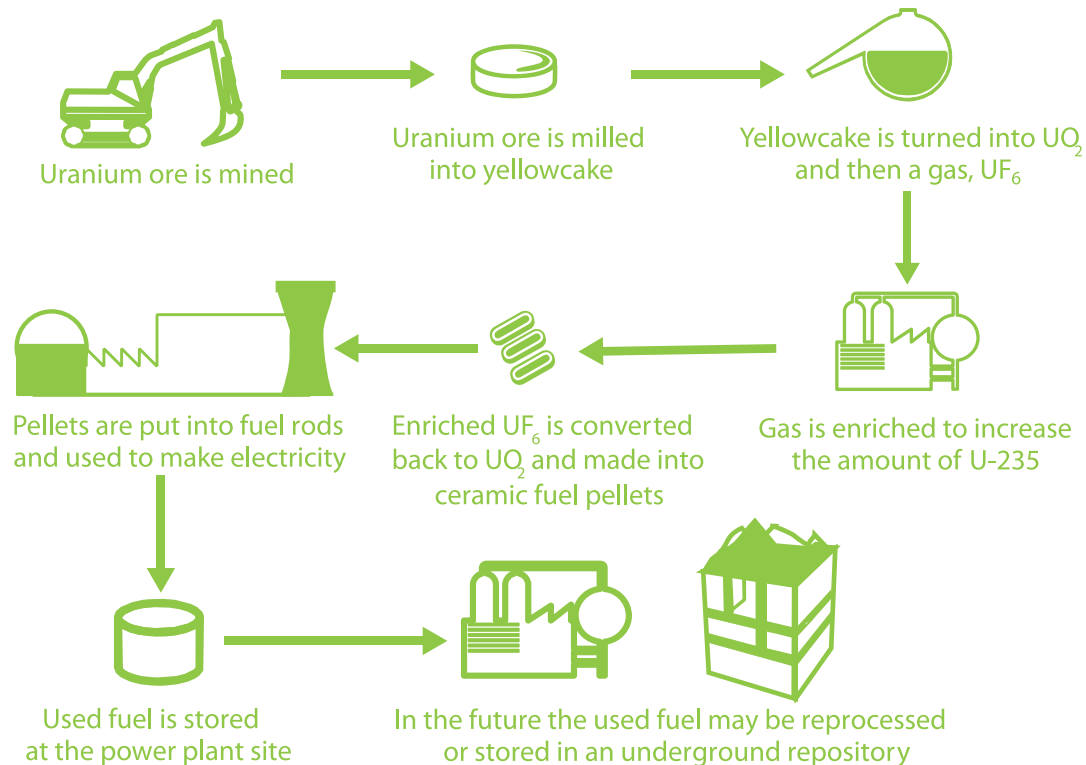 Uranium ore is mined
Uranium ore is milled
into yellowcake
Yellowcake is turned into UO₂
and then a gas, UF₆
Pellets are put into fuel rods
and used to make electricity
Enriched UF₆ is converted
back to UO₂ and made into
ceramic fuel pellets
Gas is enriched to increase
the amount of U-235
Used fuel is stored
at the power plant site
In the future the used fuel may be reprocessed
or stored in an underground repository